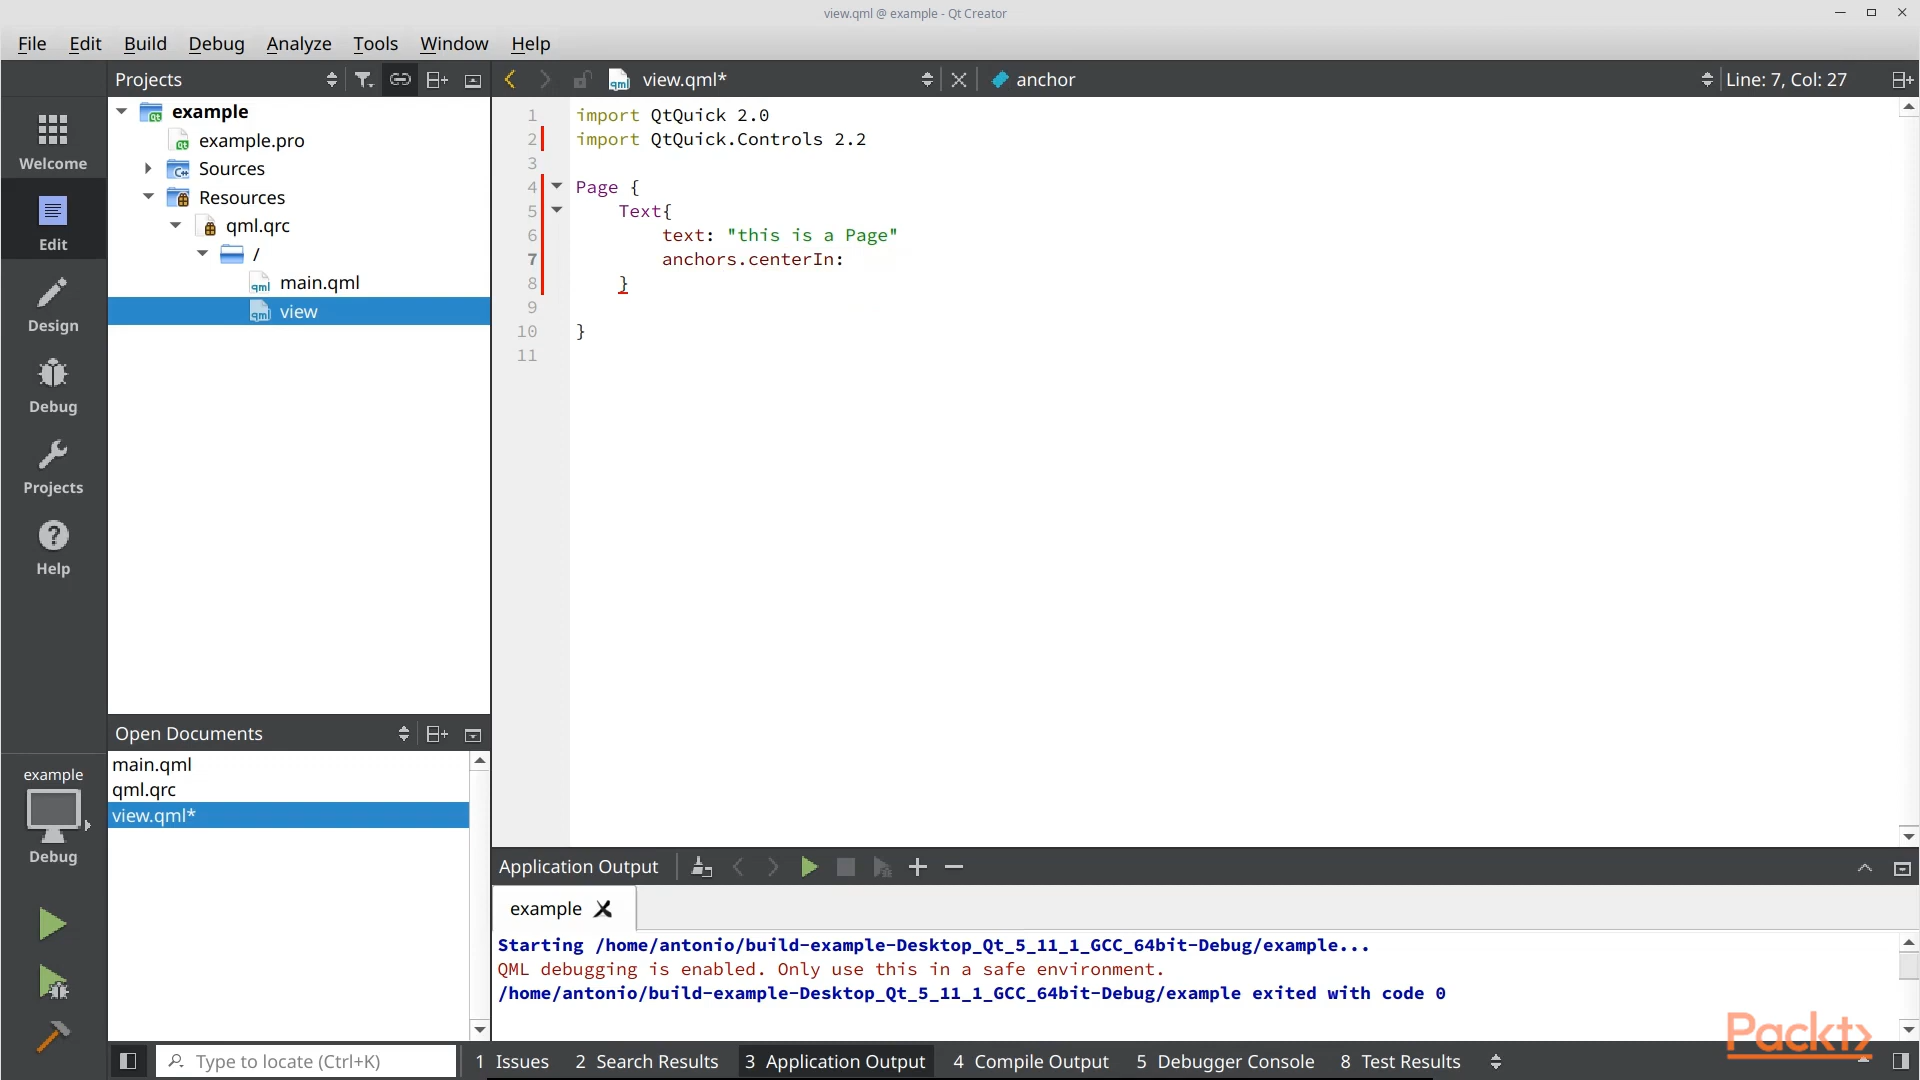 view.qml @ example - Qt Creator
File Edit Build Debug Analyze Tools Window Help
Projects
view.qml*
anchor
Line: 7, Col: 27
Welcome
Edit
Design
Debug
Projects
Help
example
example.pro
Sources
Resources
qml.qrc
/
main.qml
view
1 import QtQuick 2.0
2 import QtQuick.Controls 2.2
3
4 Page {
5 Text{
6 text: "this is a Page"
7 anchors.centerIn:
8 }
9
10 }
11
Open Documents
main.qml
qml.qrc
view.qml*
example
Debug
Application Output
example
Starting /home/antonio/build-example-Desktop_Qt_5_11_1_GCC_64bit-Debug/example...
QML debugging is enabled. Only use this in a safe environment.
/home/antonio/build-example-Desktop_Qt_5_11_1_GCC_64bit-Debug/example exited with code 0
Packt>
Type to locate (Ctrl+K)
1 Issues 2 Search Results 3 Application Output 4 Compile Output 5 Debugger Console 8 Test Results